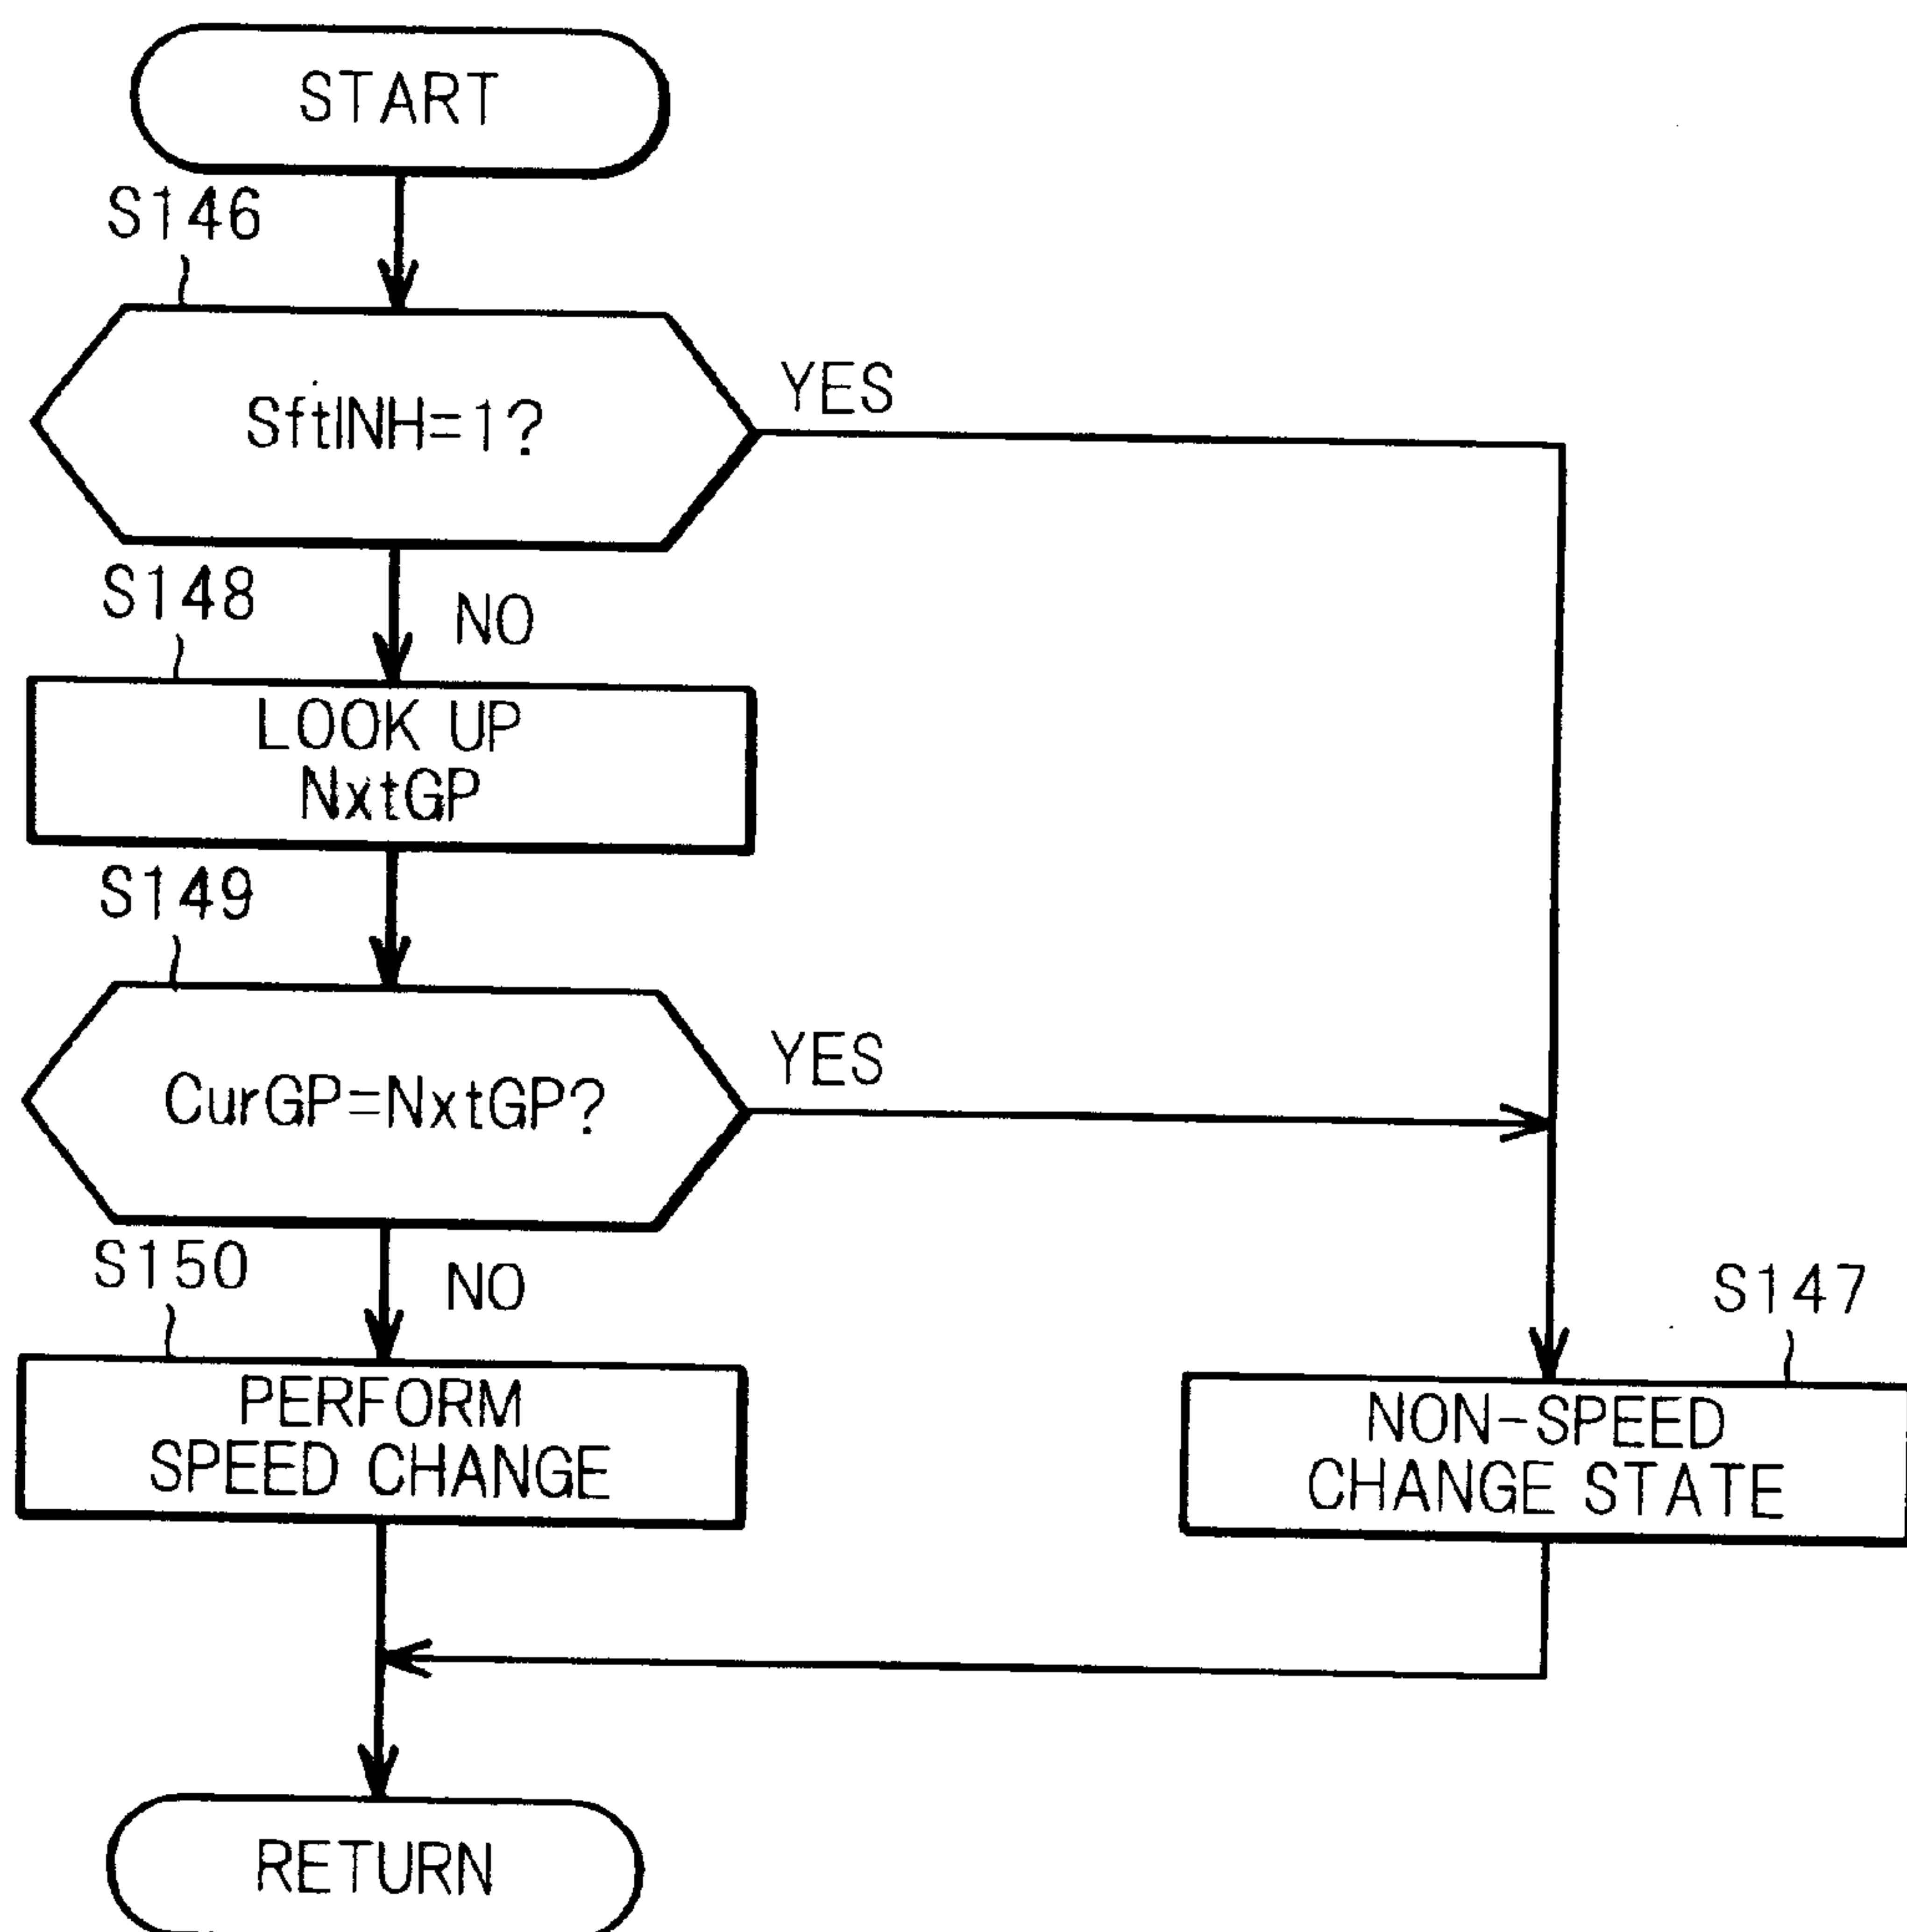 START
S146
SftINH=1?
YES
S148
NO
LOOK UP
NxtGP
S149
CurGP=NxtGP?
YES
S150
NO
S147
PERFORM
SPEED CHANGE
NON-SPEED
CHANGE STATE
RETURN